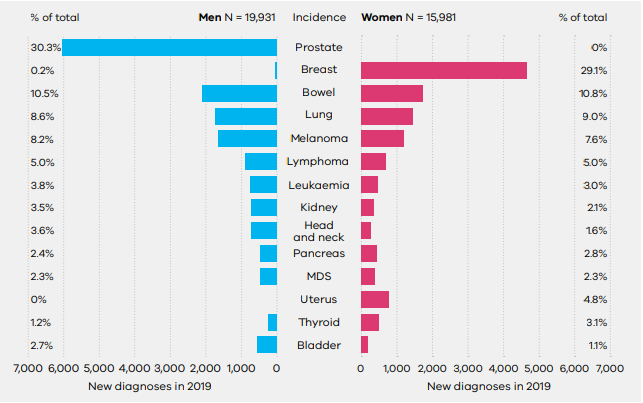 % of total Men N = 19,931 Incidence Women N = 15,981 % of total
30.3% Prostate 0%
0.2% Breast 29.1%
10.5% Bowel 10.8%
8.6% Lung 9.0%
8.2% Melanoma 7.6%
5.0% Lymphoma 5.0%
3.8% Leukaemia 3.0%
3.5% Kidney 2.1%
3.6% Head and neck 1.6%
2.4% Pancreas 2.8%
2.3% MDS 2.3%
0% Uterus 4.8%
1.2% Thyroid 3.1%
2.7% Bladder 1.1%
7,000 6,000 5,000 4,000 3,000 2,000 1,000 0 0 1,000 2,000 3,000 4,000 5,000 6,000 7,000
New diagnoses in 2019 New diagnoses in 2019